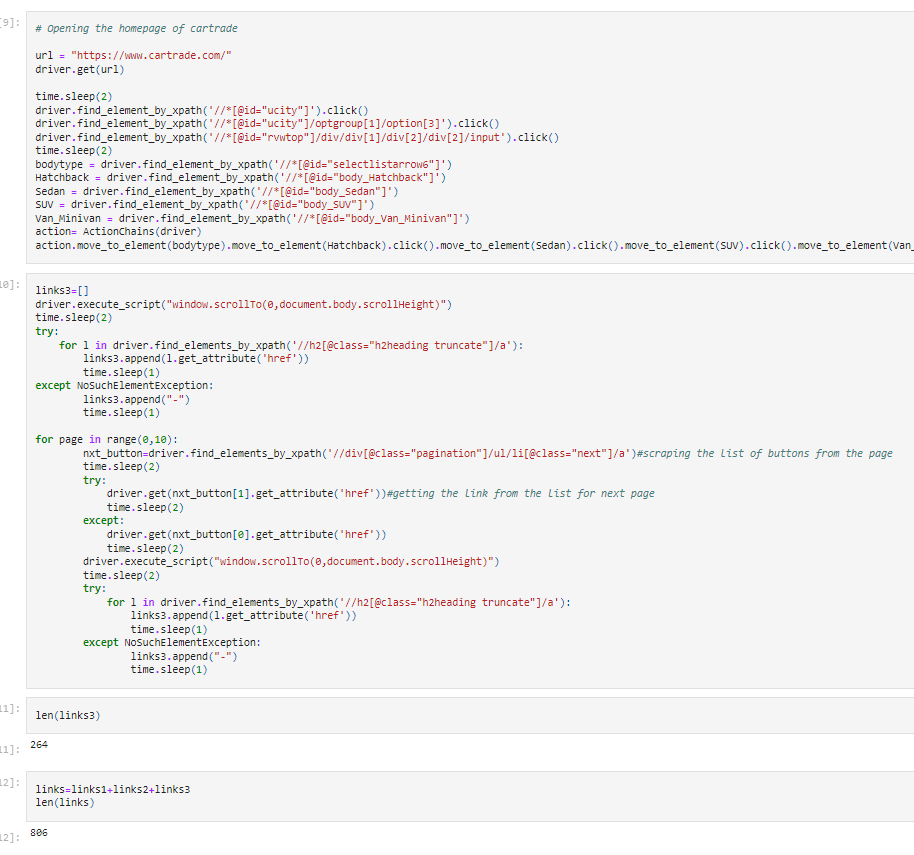 [9]:
# Opening the homepage of cartrade
url = "https://www.cartrade.com/"
driver.get(url)
time.sleep(2)
driver.find_element_by_xpath('//*[@id="ucity"]').click()
driver.find_element_by_xpath('//*[@id="ucity"]/optgroup[1]/option[3]').click()
driver.find_element_by_xpath('//*[@id="rvwtop"]/div/div[1]/div[2]/div[2]/input').click()
time.sleep(2)
bodytype = driver.find_element_by_xpath('//*[@id="selectlistarrow6"]')
Hatchback = driver.find_element_by_xpath('//*[@id="body_Hatchback"]')
Sedan = driver.find_element_by_xpath('//*[@id="body_Sedan"]')
SUV = driver.find_element_by_xpath('//*[@id="body_SUV"]')
Van_Minivan = driver.find_element_by_xpath('//*[@id="body_Van_Minivan"]')
action= ActionChains(driver)
action.move_to_element(bodytype).move_to_element(Hatchback).click().move_to_element(Sedan).click().move_to_element(SUV).click().move_to_element(Van_
10]:
links3=[]
driver.execute_script("window.scrollTo(0,document.body.scrollHeight)")
time.sleep(2)
try:
    for l in driver.find_elements_by_xpath('//h2[@class="h2heading truncate"]/a'):
        links3.append(l.get_attribute('href'))
        time.sleep(1)
except NoSuchElementException:
        links3.append("-")
        time.sleep(1)
for page in range(0,10):
        nxt_button=driver.find_elements_by_xpath('//div[@class="pagination"]/ul/li[@class="next"]/a')#scraping the list of buttons from the page
        time.sleep(2)
        try:
            driver.get(nxt_button[1].get_attribute('href'))#getting the link from the list for next page
            time.sleep(2)
        except:
            driver.get(nxt_button[0].get_attribute('href'))
            time.sleep(2)
        driver.execute_script("window.scrollTo(0,document.body.scrollHeight)")
        time.sleep(2)
        try:
            for l in driver.find_elements_by_xpath('//h2[@class="h2heading truncate"]/a'):
                links3.append(l.get_attribute('href'))
                time.sleep(1)
        except NoSuchElementException:
                links3.append("-")
                time.sleep(1)
11]:
len(links3)
11]:
264
12]:
links=links1+links2+links3
len(links)
12]:
806